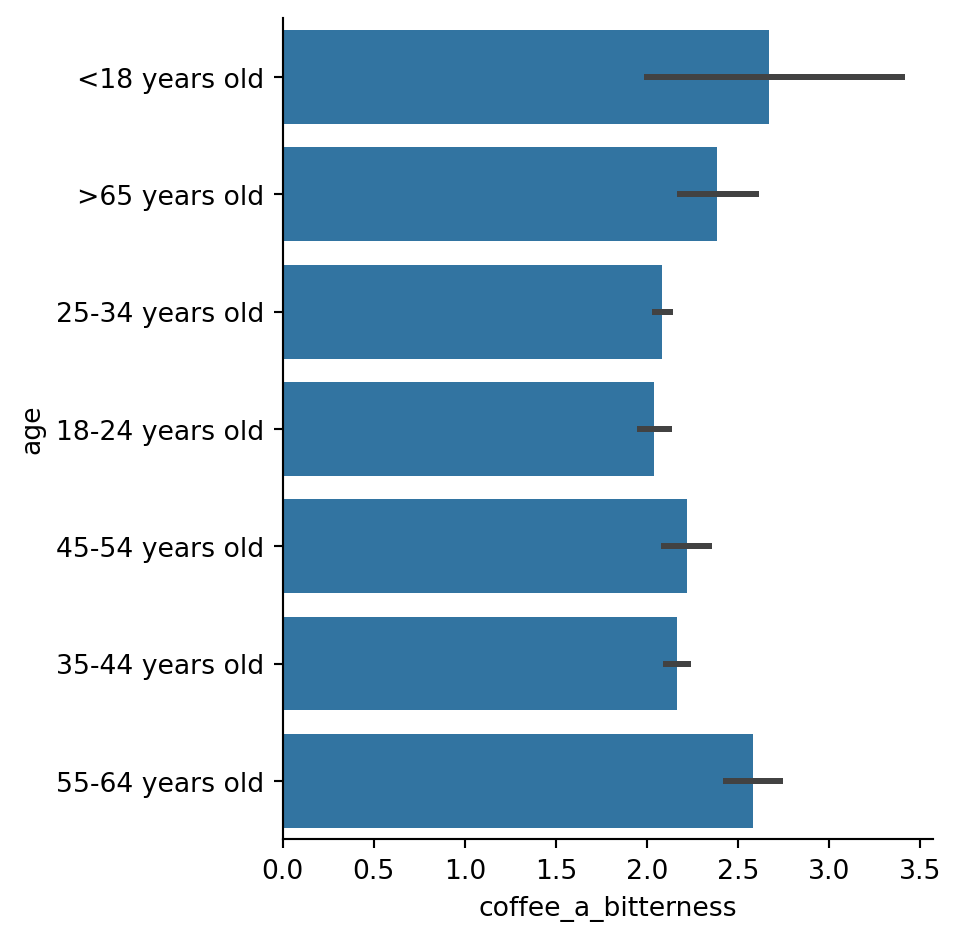 <18 years old
>65 years old
25-34 years old
18-24 years old
45-54 years old
35-44 years old
55-64 years old
age
0.0 0.5 1.0 1.5 2.0 2.5 3.0 3.5
coffee_a_bitterness